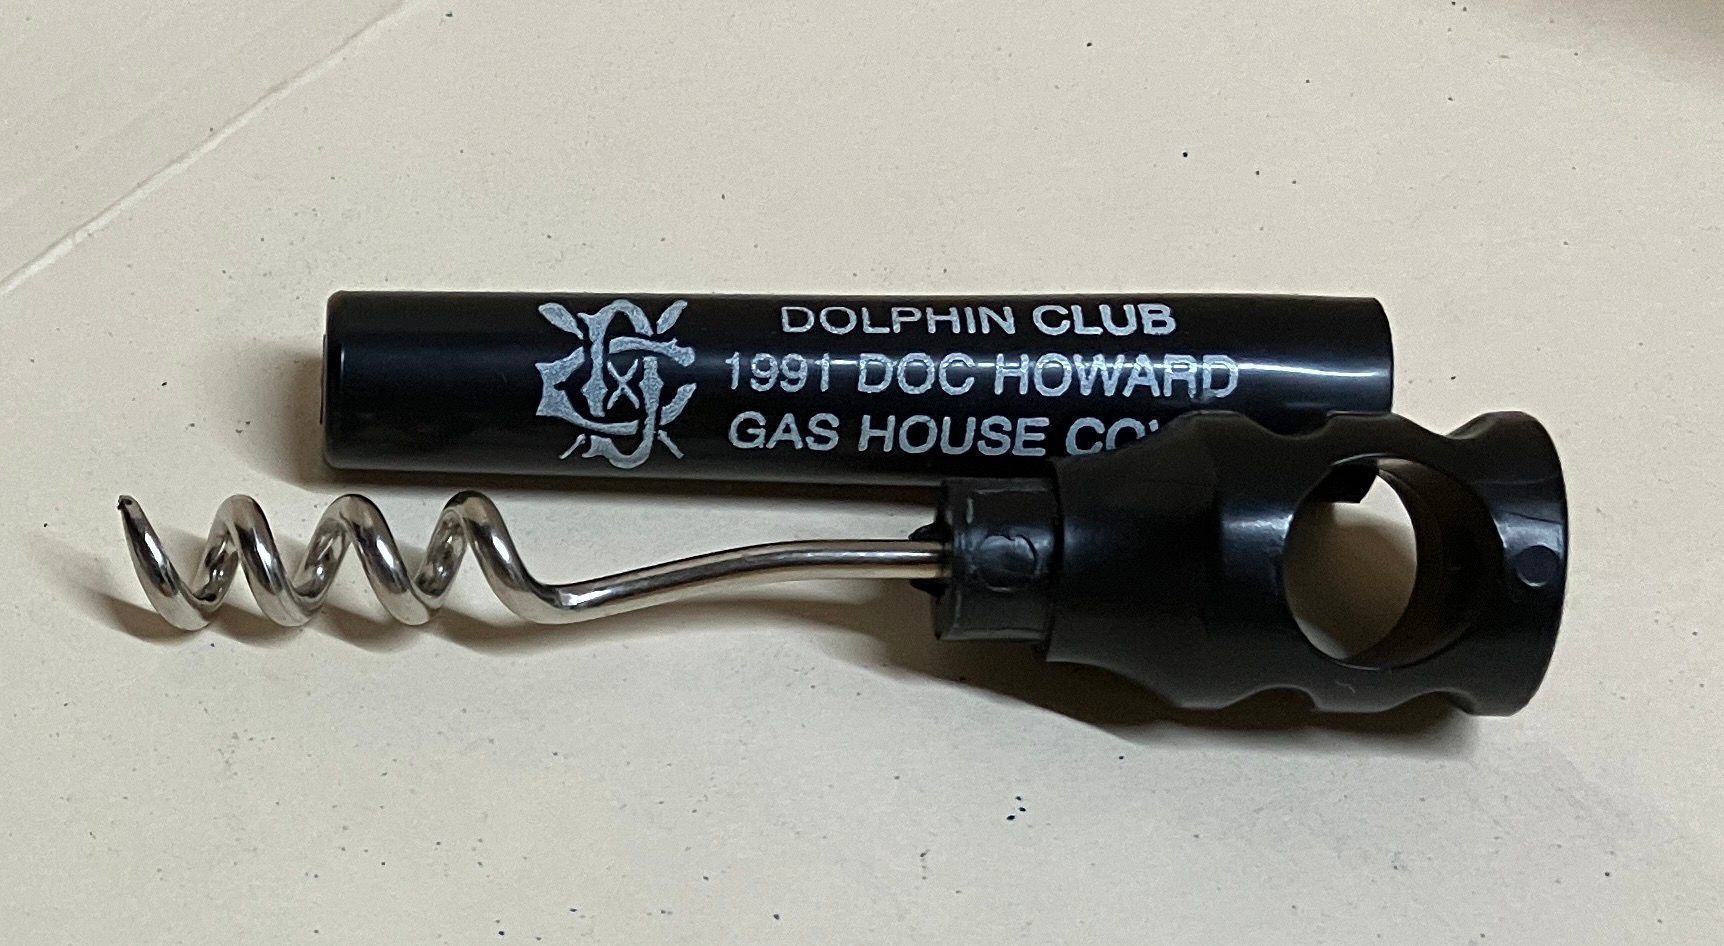 DOLPHIN CLUB
1991 DOC HOWARD
GAS HOUSE